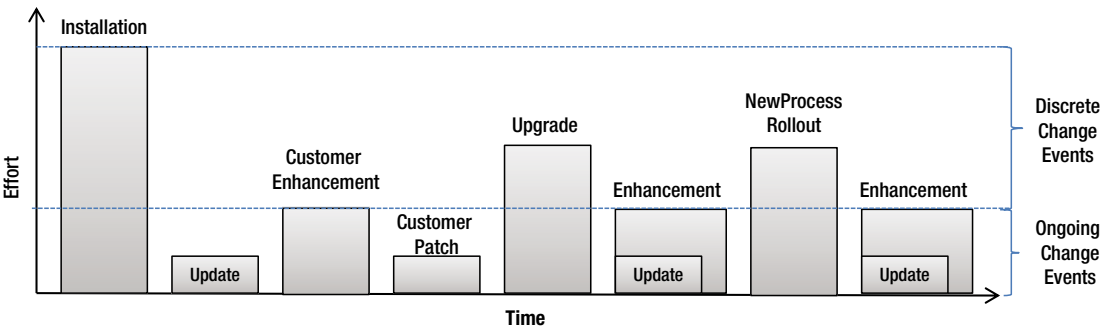 Installation
NewProcess
Rollout
Discrete
Change
Events
Upgrade
Customer
Enhancement
Effort
Enhancement
Enhancement
Customer
Patch
Ongoing
Change
Events
Update
Update
Update
Time